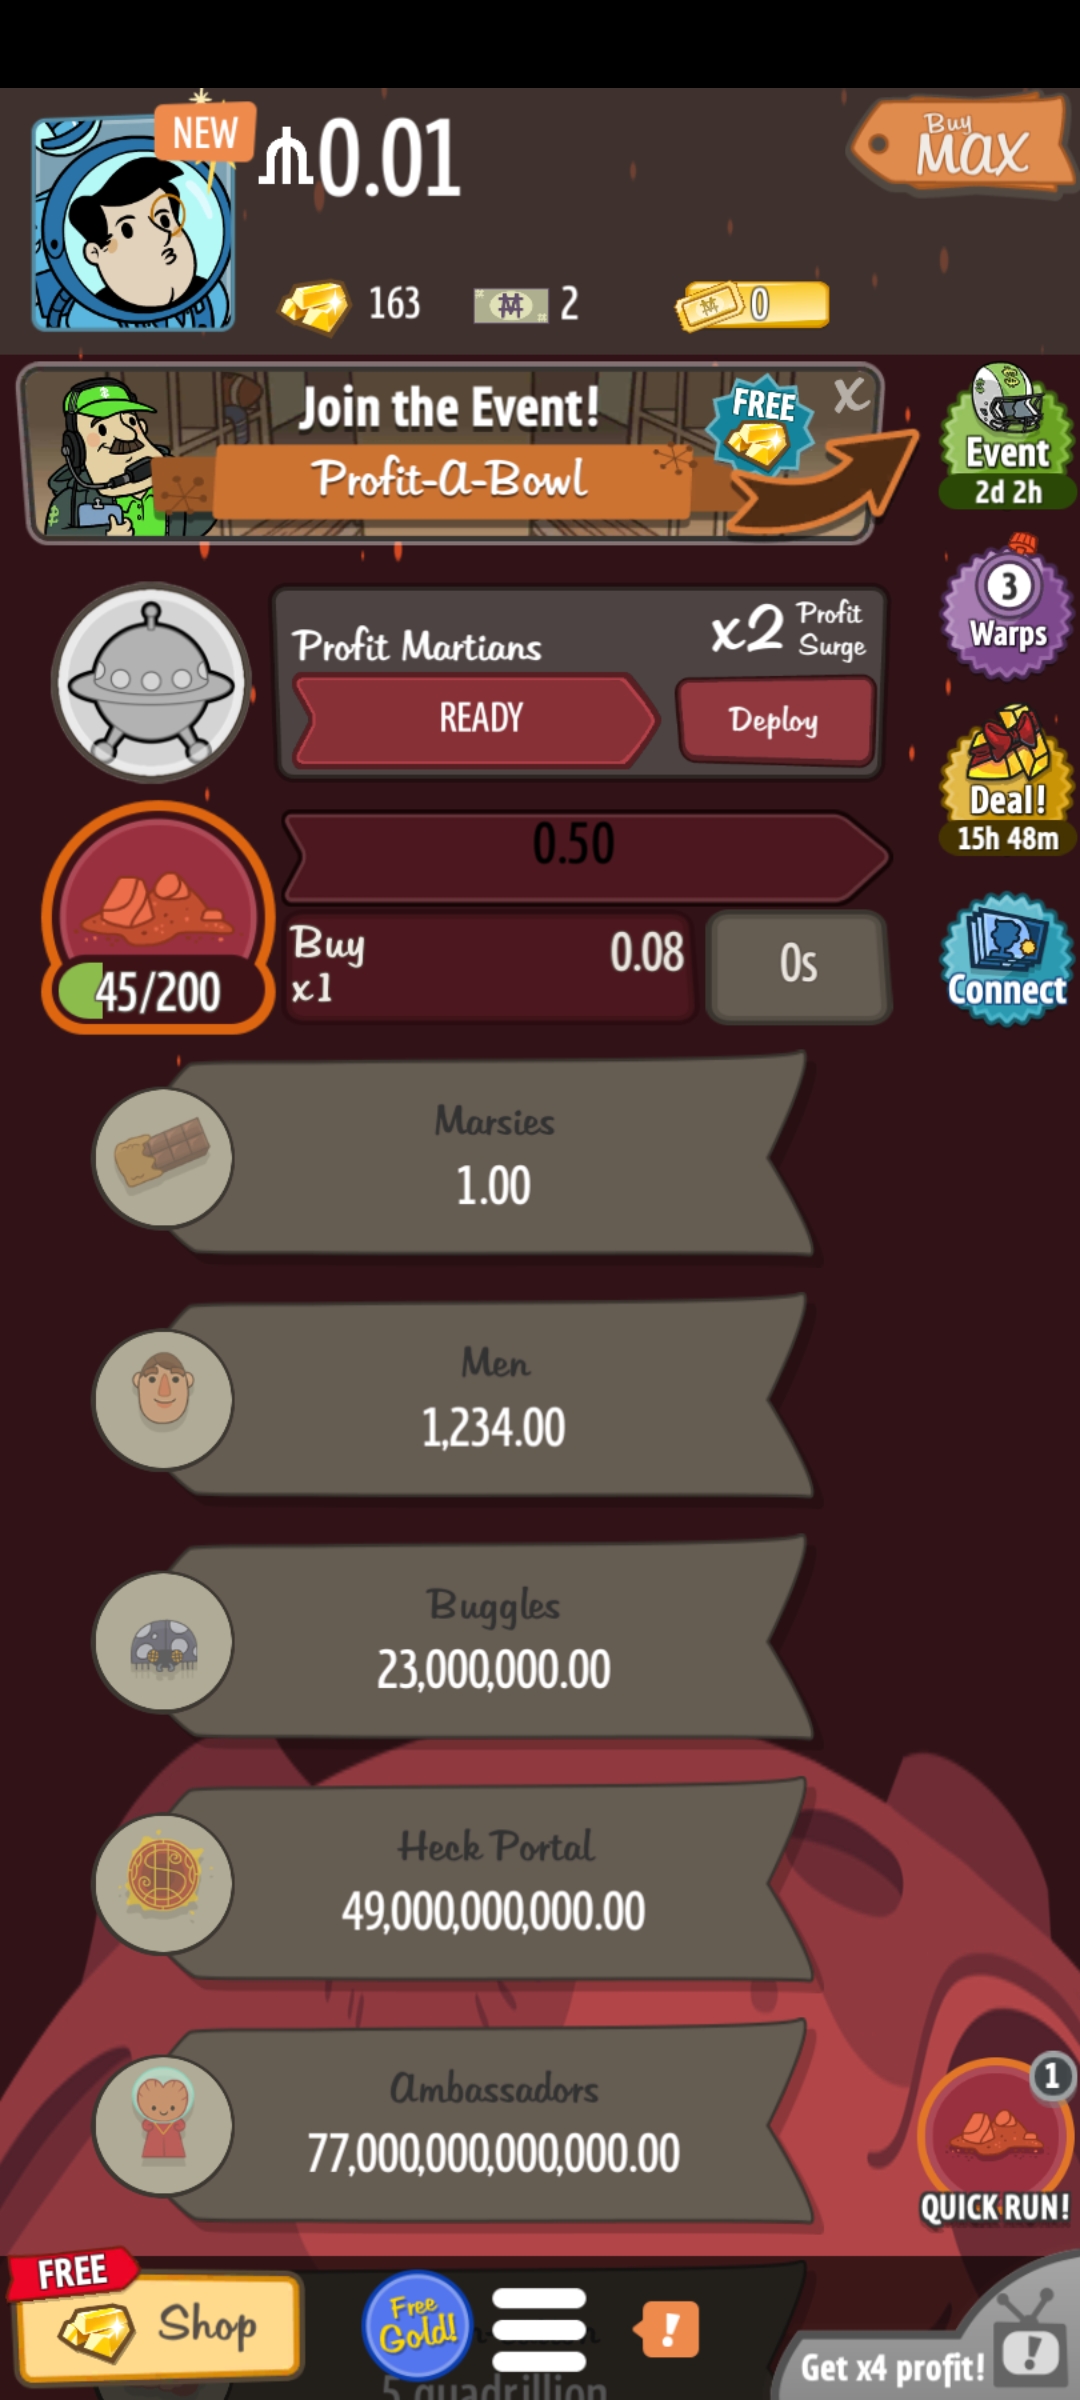 NEW
0.01
Buy
MAX
163
2
0
Join the Event!
Profit-A-Bowl
FREE
X
Event
2d 2h
Profit Martians
x2 Profit
Surge
READY
Deploy
3
Warps
Deal!
15h 48m
0.50
45/200
Buy
x1
0.08
0s
Connect
Marsies
1.00
Men
1,234.00
Buggles
23,000,000.00
Heck Portal
49,000,000,000.00
Ambassadors
77,000,000,000,000.00
1
QUICK RUN!
FREE
Shop
Free
Gold!
!
5 quadrillion
Get x4 profit!
!